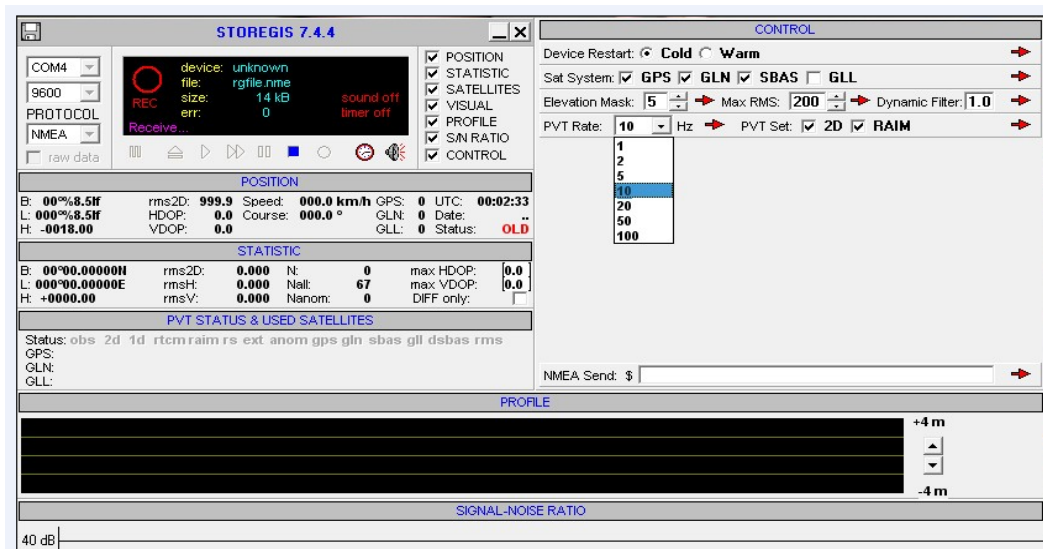 STOREGIS 7.4.4
COM4
9600
PROTOCOL
NMEA
raw data
device: unknown
file: rgfile.nme
size: 14 kB sound off
err: 0 timer off
REC
Receive...
POSITION
STATISTIC
SATELLITES
VISUAL
PROFILE
S/N RATIO
CONTROL
POSITION
B: 00°%8.5lf rms2D: 999.9 Speed: 000.0 km/h GPS: 0 UTC: 00:02:33
L: 000°%8.5lf HDOP: 0.0 Course: 000.0 ° GLN: 0 Date: ..
H: -0018.00 VDOP: 0.0 GLL: 0 Status: OLD
STATISTIC
B: 00°00.00000N rms2D: 0.000 N: 0 max HDOP: 0.0
L: 000°00.00000E rmsH: 0.000 Nall: 67 max VDOP: 0.0
H: +0000.00 rmsV: 0.000 Nanom: 0 DIFF only:
PVT STATUS & USED SATELLITES
Status: obs 2d 1d rtcm raim rs ext anom gps gln sbas gll dsbas rms
GPS:
GLN:
GLL:
CONTROL
Device Restart: Cold Warm
Sat System: GPS GLN SBAS GLL
Elevation Mask: 5 Max RMS: 200 Dynamic Filter: 1.0
PVT Rate: 10 Hz PVT Set: 2D RAIM
1
2
5
10
20
50
100
NMEA Send: $
PROFILE
+4 m
-4 m
SIGNAL-NOISE RATIO
40 dB